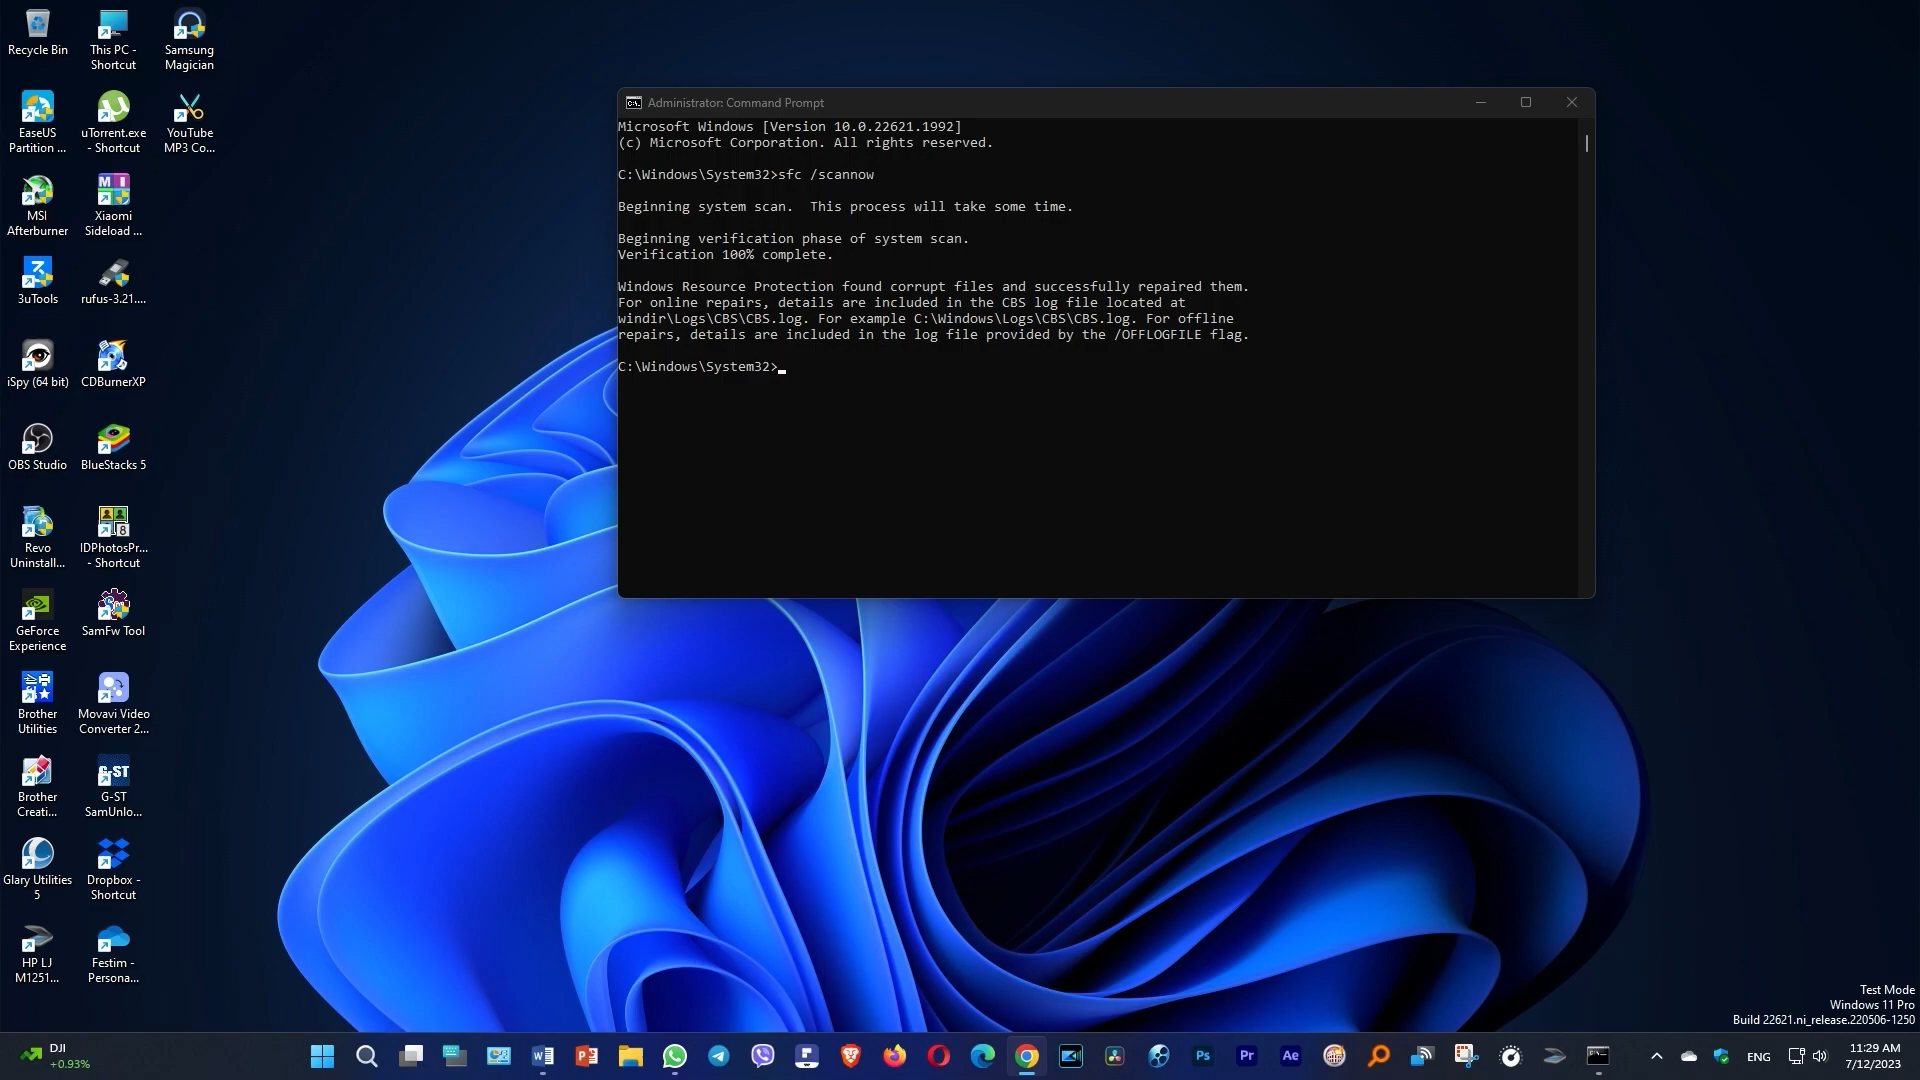 Recycle Bin
This PC -
Shortcut
Samsung
Magician
EaseUS
Partition ...
uTorrent.exe
- Shortcut
YouTube
MP3 Co...
MSI
Afterburner
Xiaomi
Sideload ...
3uTools
rufus-3.21....
iSpy (64 bit)
CDBurnerXP
OBS Studio
BlueStacks 5
Revo
Uninstall...
IDPhotosPr...
- Shortcut
GeForce
Experience
SamFw Tool
Brother
Utilities
Movavi Video
Converter 2...
Brother
Creati...
G-ST
G-ST
SamUnlo...
Glary Utilities
5
Dropbox -
Shortcut
HP LJ
M1251...
Festim -
Persona...
Administrator: Command Prompt
Microsoft Windows [Version 10.0.22621.1992]
(c) Microsoft Corporation. All rights reserved.
C:\Windows\System32>sfc /scannow
Beginning system scan.  This process will take some time.
Beginning verification phase of system scan.
Verification 100% complete.
Windows Resource Protection found corrupt files and successfully repaired them.
For online repairs, details are included in the CBS log file located at
windir\Logs\CBS\CBS.log. For example C:\Windows\Logs\CBS\CBS.log. For offline
repairs, details are included in the log file provided by the /OFFLOGFILE flag.
C:\Windows\System32>
Test Mode
Windows 11 Pro
Build 22621.ni_release.220506-1250
DJI
+0.93%
Ps
Pr
Ae
ENG
11:29 AM
7/12/2023